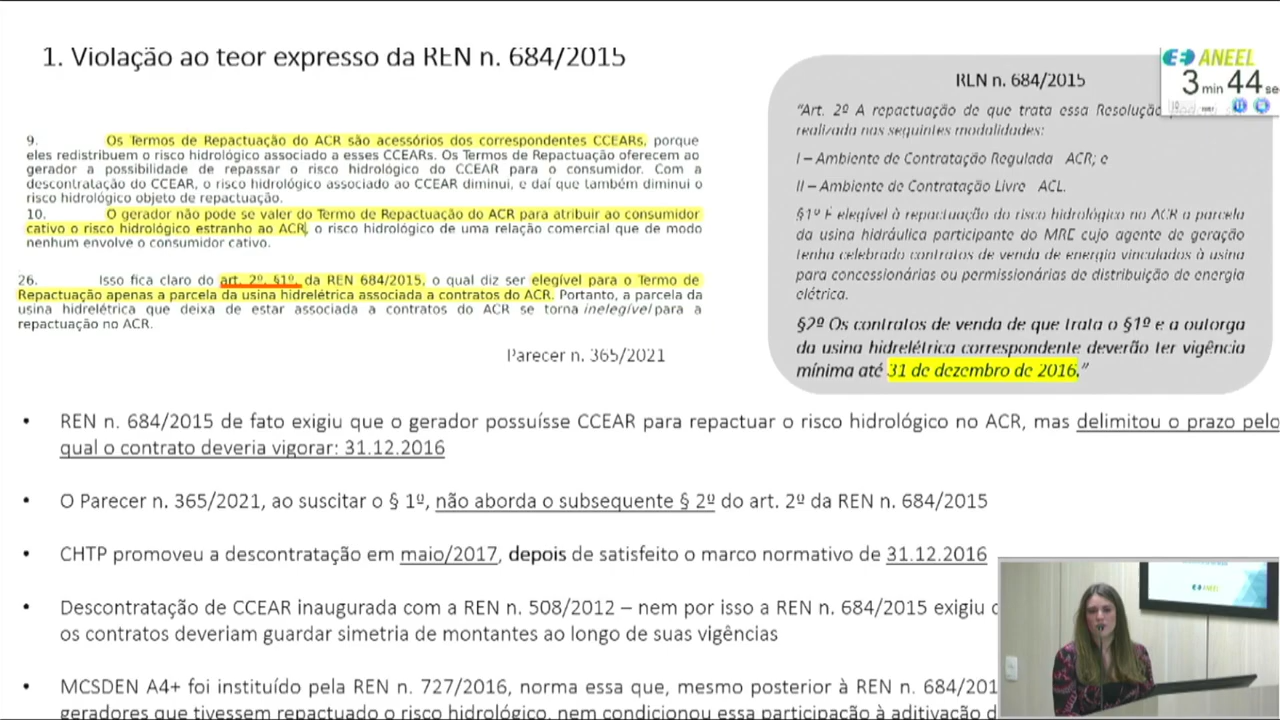 1. Violação ao teor expresso da REN n. 684/2015
9. Os Termos de Repactuação do ACR são acessórios dos correspondentes CCEARs, porque
eles redistribuem o risco hidrológico associado a esses CCEARs. Os Termos de Repactuação oferecem ao
gerador a possibilidade de repassar o risco hidrológico do CCEAR para o consumidor. Com a
descontratação do CCEAR, o risco hidrológico associado ao CCEAR diminui, e daí que também diminui o
risco hidrológico objeto de repactuação.
10. O gerador não pode se valer do Termo de Repactuação do ACR para atribuir ao consumidor
cativo o risco hidrológico estranho ao ACR, o risco hidrológico de uma relação comercial que de modo
nenhum envolve o consumidor cativo.
26. Isso fica claro do art. 2º, §1º, da REN 684/2015, o qual diz ser elegível para o Termo de
Repactuação apenas a parcela da usina hidrelétrica associada a contratos do ACR. Portanto, a parcela da
usina hidrelétrica que deixa de estar associada a contratos do ACR se torna inelegível para a
repactuação no ACR.
Parecer n. 365/2021
REN n. 684/2015
“Art. 2º A repactuação de que trata essa Resolução
realizada nas seguintes modalidades:
I – Ambiente de Contratação Regulada ACR; e
II – Ambiente de Contratação Livre ACL.
§1º É elegível à repactuação do risco hidrológico no ACR a parcela
da usina hidráulica participante do MRE cujo agente de geração
tenha celebrado contratos de venda de energia vinculados à usina
para concessionárias ou permissionárias de distribuição de energia
elétrica.
§2º Os contratos de venda de que trata o §1º e a outorga
da usina hidrelétrica correspondente deverão ter vigência
mínima até 31 de dezembro de 2016.”
ANEEL
3 min 44 se
• REN n. 684/2015 de fato exigiu que o gerador possuísse CCEAR para repactuar o risco hidrológico no ACR, mas delimitou o prazo pelo
qual o contrato deveria vigorar: 31.12.2016
• O Parecer n. 365/2021, ao suscitar o § 1º, não aborda o subsequente § 2º do art. 2º da REN n. 684/2015
• CHTP promoveu a descontratação em maio/2017, depois de satisfeito o marco normativo de 31.12.2016
• Descontratação de CCEAR inaugurada com a REN n. 508/2012 – nem por isso a REN n. 684/2015 exigiu
os contratos deveriam guardar simetria de montantes ao longo de suas vigências
• MCSDEN A4+ foi instituído pela REN n. 727/2016, norma essa que, mesmo posterior à REN n. 684/201
geradores que tivessem repactuado o risco hidrológico, nem condicionou essa participação à aditivação d
ANEEL